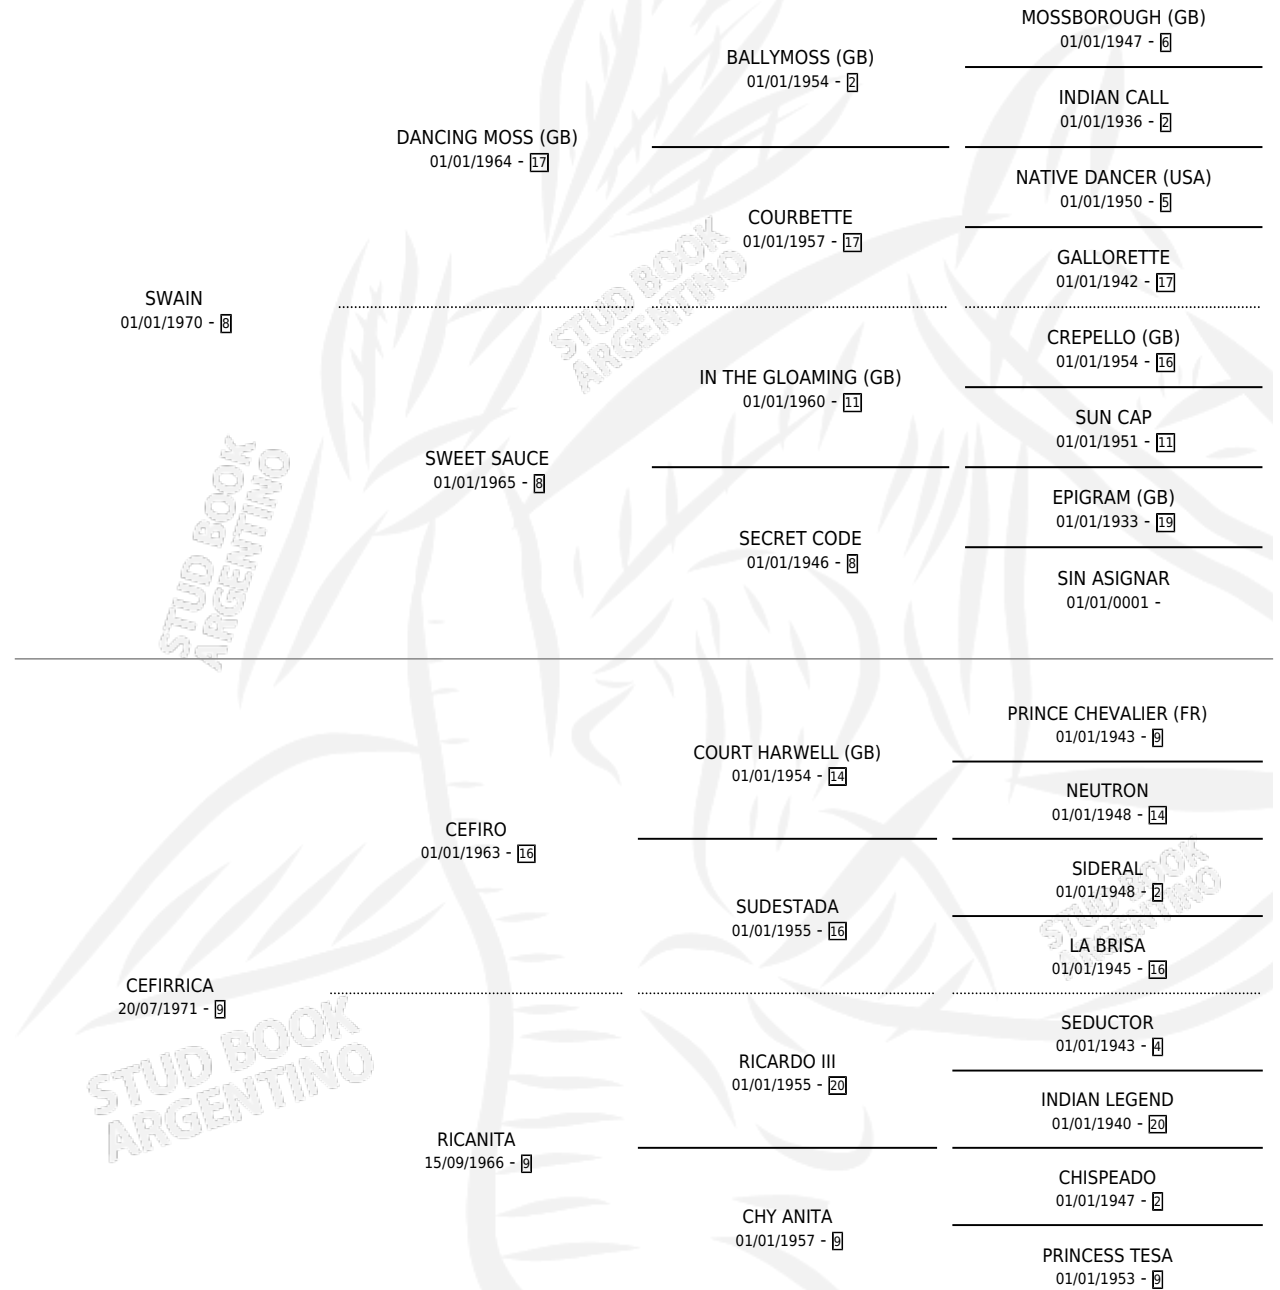 MOSSBOROUGH (GB)
01/01/1947 - 6
BALLYMOSS (GB)
01/01/1954 - 2
INDIAN CALL
01/01/1936 - 2
DANCING MOSS (GB)
01/01/1964 - 17
NATIVE DANCER (USA)
01/01/1950 - 5
COURBETTE
01/01/1957 - 17
GALLORETTE
01/01/1942 - 17
SWAIN
01/01/1970 - 8
CREPELLO (GB)
01/01/1954 - 16
IN THE GLOAMING (GB)
01/01/1960 - 11
SUN CAP
01/01/1951 - 11
SWEET SAUCE
01/01/1965 - 8
EPIGRAM (GB)
01/01/1933 - 19
SECRET CODE
01/01/1946 - 8
SIN ASIGNAR
01/01/0001 -
PRINCE CHEVALIER (FR)
01/01/1943 - 9
COURT HARWELL (GB)
01/01/1954 - 14
NEUTRON
01/01/1948 - 14
CEFIRO
01/01/1963 - 16
SIDERAL
01/01/1948 - 2
SUDESTADA
01/01/1955 - 16
LA BRISA
01/01/1945 - 16
CEFIRRICA
20/07/1971 - 9
SEDUCTOR
01/01/1943 - 4
RICARDO III
01/01/1955 - 20
INDIAN LEGEND
01/01/1940 - 20
RICANITA
15/09/1966 - 9
CHISPEADO
01/01/1947 - 2
CHY ANITA
01/01/1957 - 9
PRINCESS TESA
01/01/1953 - 9
STUD BOOK
ARGENTINO
STUD BOOK
ARGENTINO
STUD BOOK
ARGENTINO
STUD BOOK
ARGENTINO